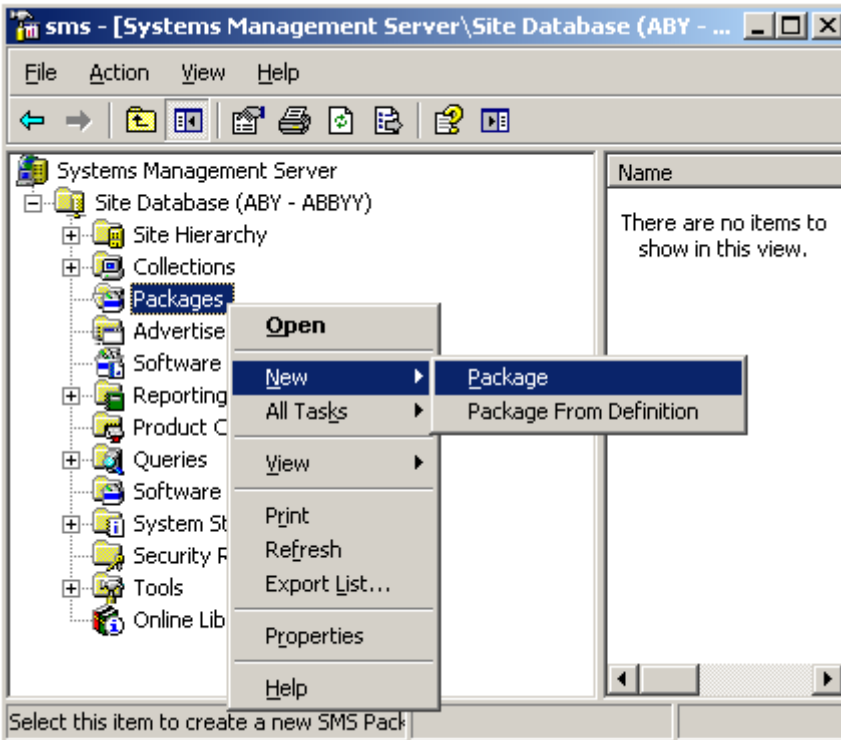 sms - [Systems Management Server\Site Database (ABY - ...
File Action View Help
Systems Management Server
Site Database (ABY - ABBYY)
Site Hierarchy
Collections
Packages
Advertise
Software
Reporting
Product C
Queries
Software
System St
Security R
Tools
Online Lib
Open
New
All Tasks
View
Print
Refresh
Export List...
Properties
Help
Package
Package From Definition
Name
There are no items to
show in this view.
Select this item to create a new SMS Pack